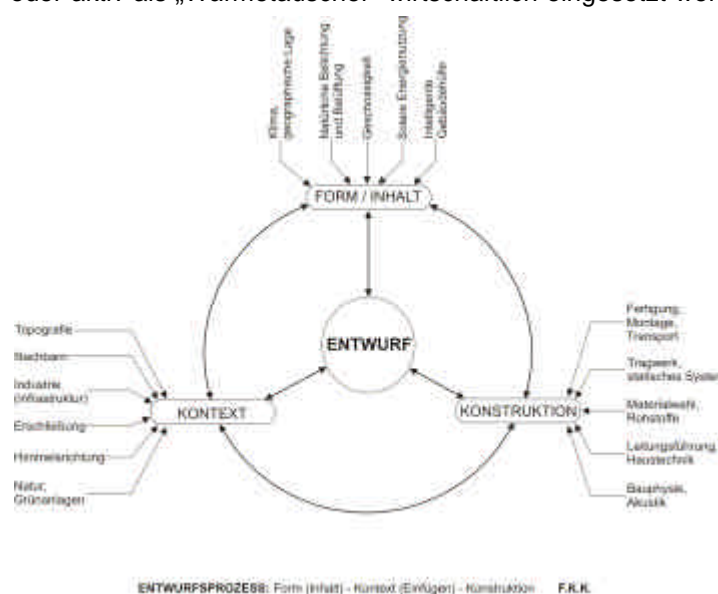 oder aktiv als „Wärmetauscher“ wirtschaftlich eingesetzt wer
Klima,
geographische Lage
Natürliche Belichtung
und Belüftung
Geschossigkeit
Solare Energienutzung
Intelligente
Gebäudehülle
FORM / INHALT
ENTWURF
Topografie
Nachbarn
Industrie
(Infrastruktur)
Erschließung
Himmelsrichtung
Natur,
Grünanlagen
KONTEXT
KONSTRUKTION
Fertigung,
Montage,
Transport
Tragwerk,
statisches System
Materialwahl,
Rohstoffe
Leitungsführung,
Haustechnik
Bauphysik,
Akustik
ENTWURFSPROZESS: Form (Inhalt) - Kontext (Einfügen) - Konstruktion F.K.K.